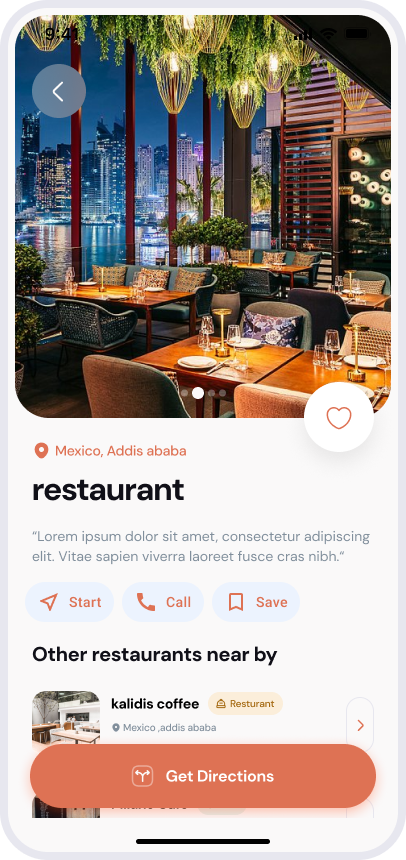 9:41
Mexico, Addis ababa
restaurant
“Lorem ipsum dolor sit amet, consectetur adipiscing
elit. Vitae sapien viverra laoreet fusce cras nibh.”
Start
Call
Save
Other restaurants near by
kalidis coffee
Resturant
Mexico ,addis ababa
Get Directions